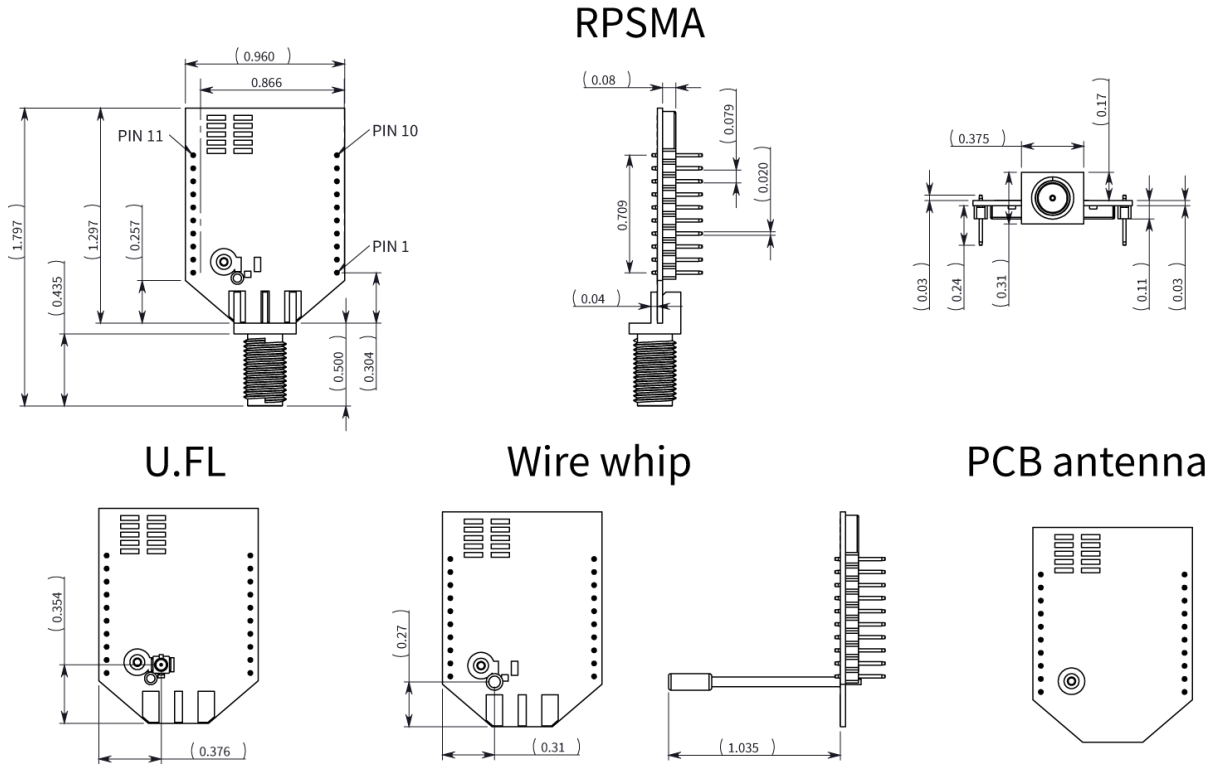 RPSMA
( 0.960 )
0.866
PIN 11
PIN 10
PIN 1
( 1.797 )
( 1.297 )
( 0.257 )
( 0.435 )
( 0.500 )
( 0.304 )
( 0.08 )
( 0.079 )
( 0.020 )
0.709
( 0.04 )
( 0.17 )
( 0.375 )
( 0.03 )
( 0.24 )
( 0.31 )
( 0.11 )
( 0.03 )
U.FL
Wire whip
PCB antenna
( 0.354 )
( 0.376 )
( 0.27 )
( 0.31 )
( 1.035 )